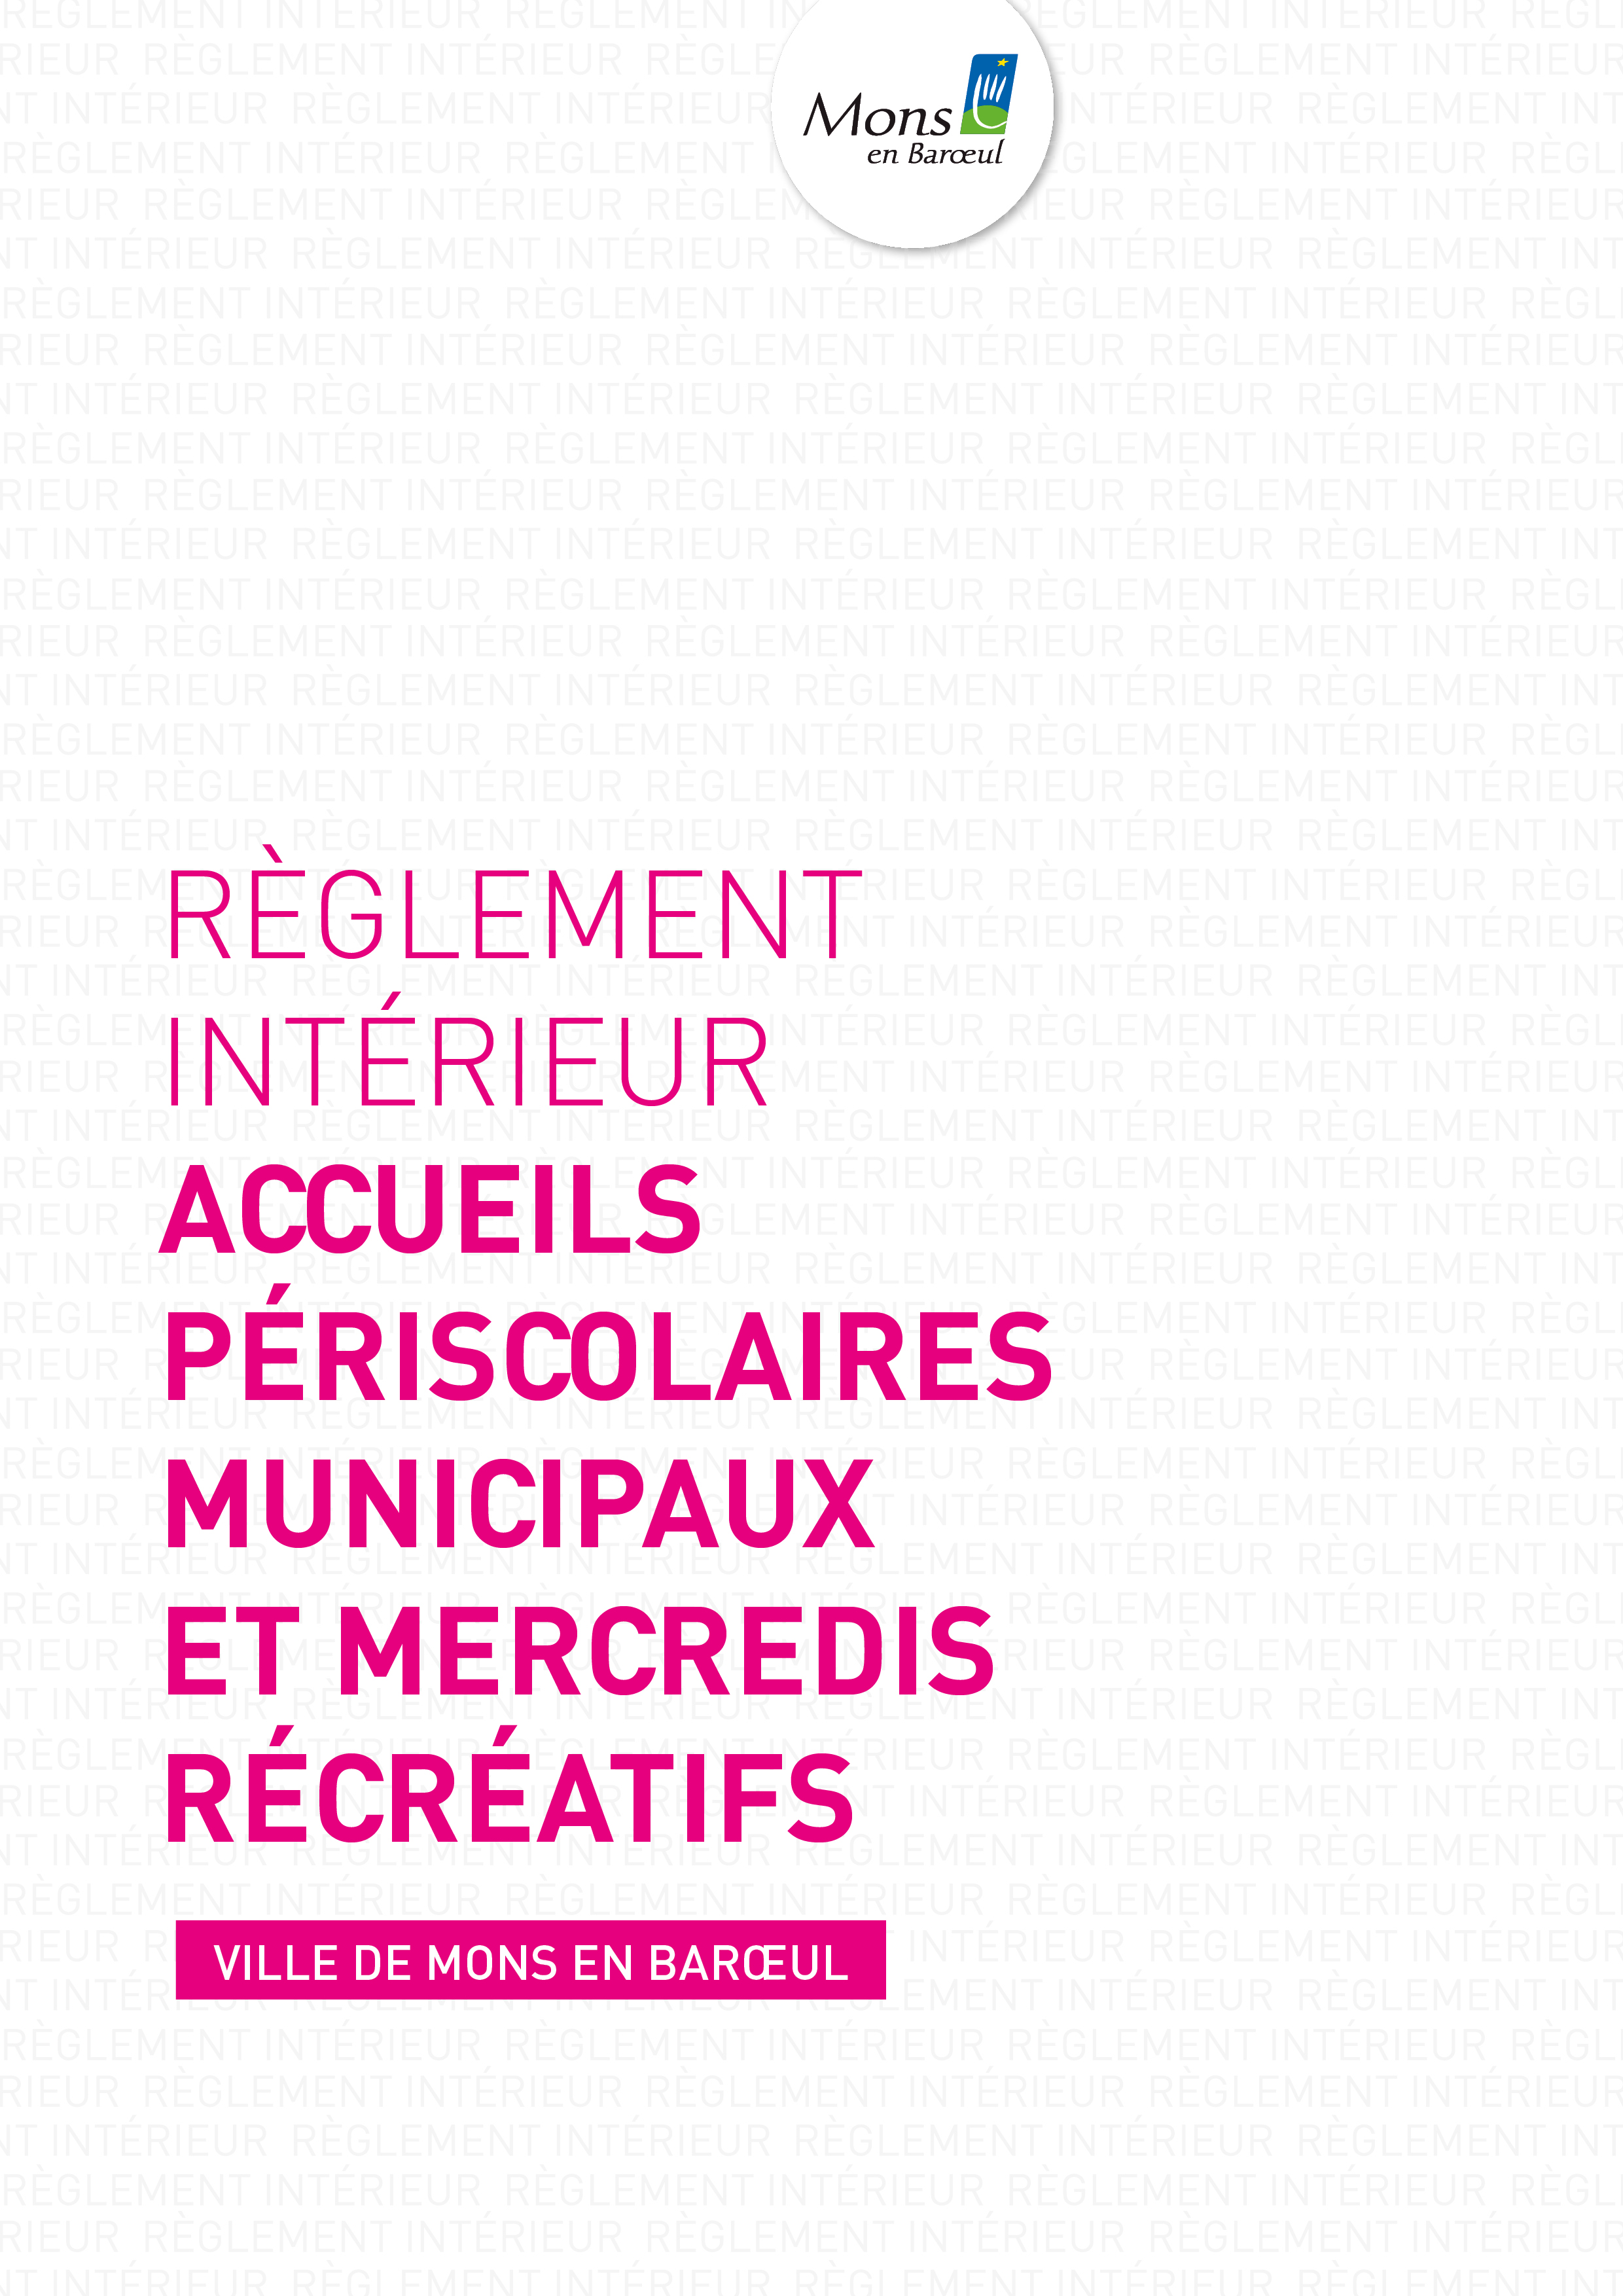 Mons
en Barœul
RÈGLEMENT
INTÉRIEUR
ACCUEILS
PÉRISCOLAIRES
MUNICIPAUX
ET MERCREDIS
RÉCRÉATIFS
VILLE DE MONS EN BARŒUL